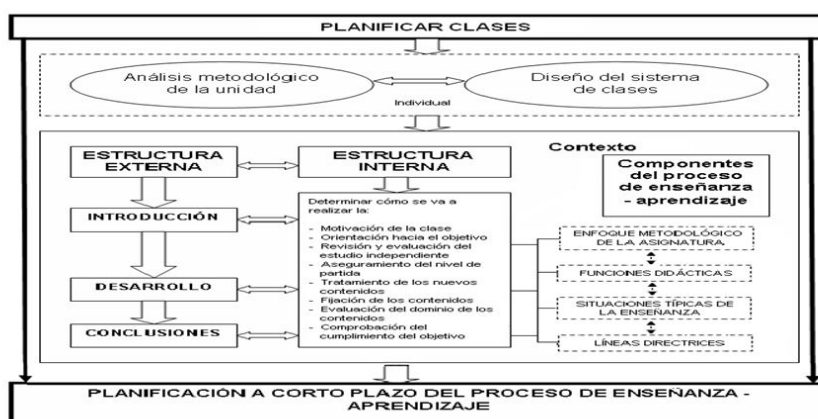 PLANIFICAR CLASES
Análisis metodológico
de la unidad
Diseño del sistema
de clases
Individual
Contexto
ESTRUCTURA
EXTERNA
ESTRUCTURA
INTERNA
Componentes
del proceso
de enseñanza
- aprendizaje
INTRODUCCIÓN
DESARROLLO
CONCLUSIONES
Determinar cómo se va a
realizar la:
- Motivación de la clase
- Orientación hacia el objetivo
- Revisión y evaluación del
estudio independiente
- Aseguramiento del nivel de
partida
- Tratamiento de los nuevos
contenidos
- Fijación de los contenidos
- Evaluación del dominio de los
contenidos
- Comprobación del
cumplimiento del objetivo
ENFOQUE METODOLÓGICO
DE LA ASIGNATURA
FUNCIONES DIDÁCTICAS
SITUACIONES TÍPICAS DE
LA ENSEÑANZA
LÍNEAS DIRECTRICES
PLANIFICACIÓN A CORTO PLAZO DEL PROCESO DE ENSEÑANZA -
APRENDIZAJE